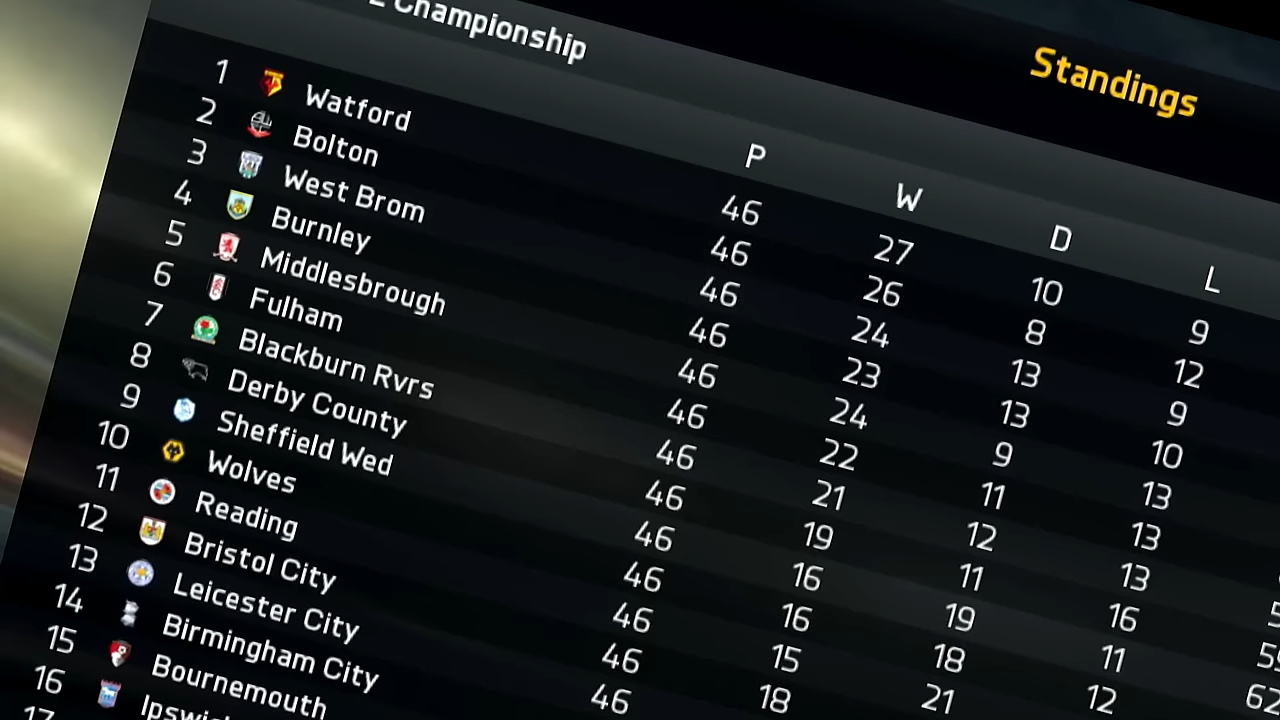 Championship
Standings
P W D L
1 Watford 46 27 10 9
2 Bolton 46 26 8 12
3 West Brom 46 24 13 9
4 Burnley 46 23 13 10
5 Middlesbrough 46 24 9 13
6 Fulham 46 22 11 13
7 Blackburn Rvrs 46 21 12 13
8 Derby County 46 19 11 16
9 Sheffield Wed 46 16 19 11
10 Wolves 46 16 18 12
11 Reading 46 15 21
12 Bristol City 46 18
13 Leicester City 46
14 Birmingham City
15 Bournemouth
16
17